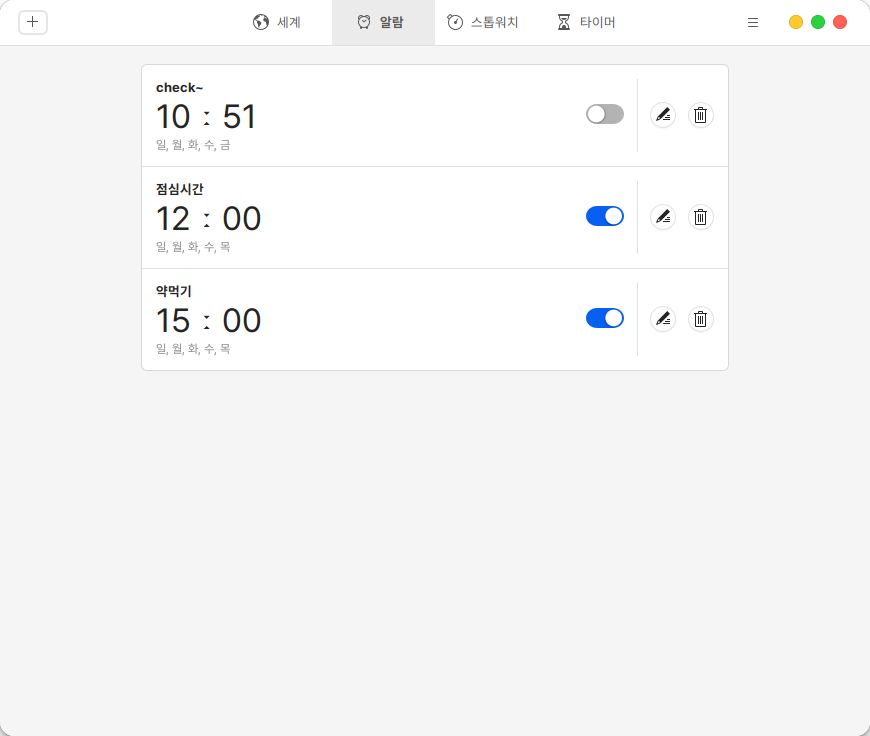 세계 알람 스톱워치 타이머
check~
10 : 51
일, 월, 화, 수, 금
점심시간
12 : 00
일, 월, 화, 수, 목
약먹기
15 : 00
일, 월, 화, 수, 목